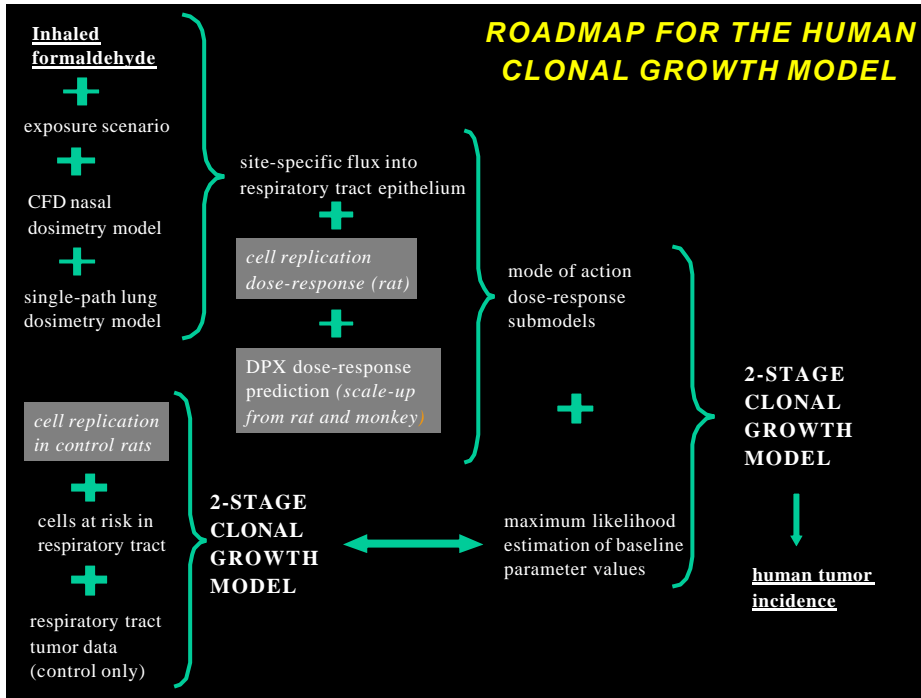 ROADMAP FOR THE HUMAN
CLONAL GROWTH MODEL
Inhaled
formaldehyde
exposure scenario
CFD nasal
dosimetry model
single-path lung
dosimetry model
site-specific flux into
respiratory tract epithelium
cell replication
dose-response (rat)
DPX dose-response
prediction (scale-up
from rat and monkey)
mode of action
dose-response
submodels
cell replication
in control rats
cells at risk in
respiratory tract
respiratory tract
tumor data
(control only)
2-STAGE
CLONAL
GROWTH
MODEL
maximum likelihood
estimation of baseline
parameter values
2-STAGE
CLONAL
GROWTH
MODEL
human tumor
incidence